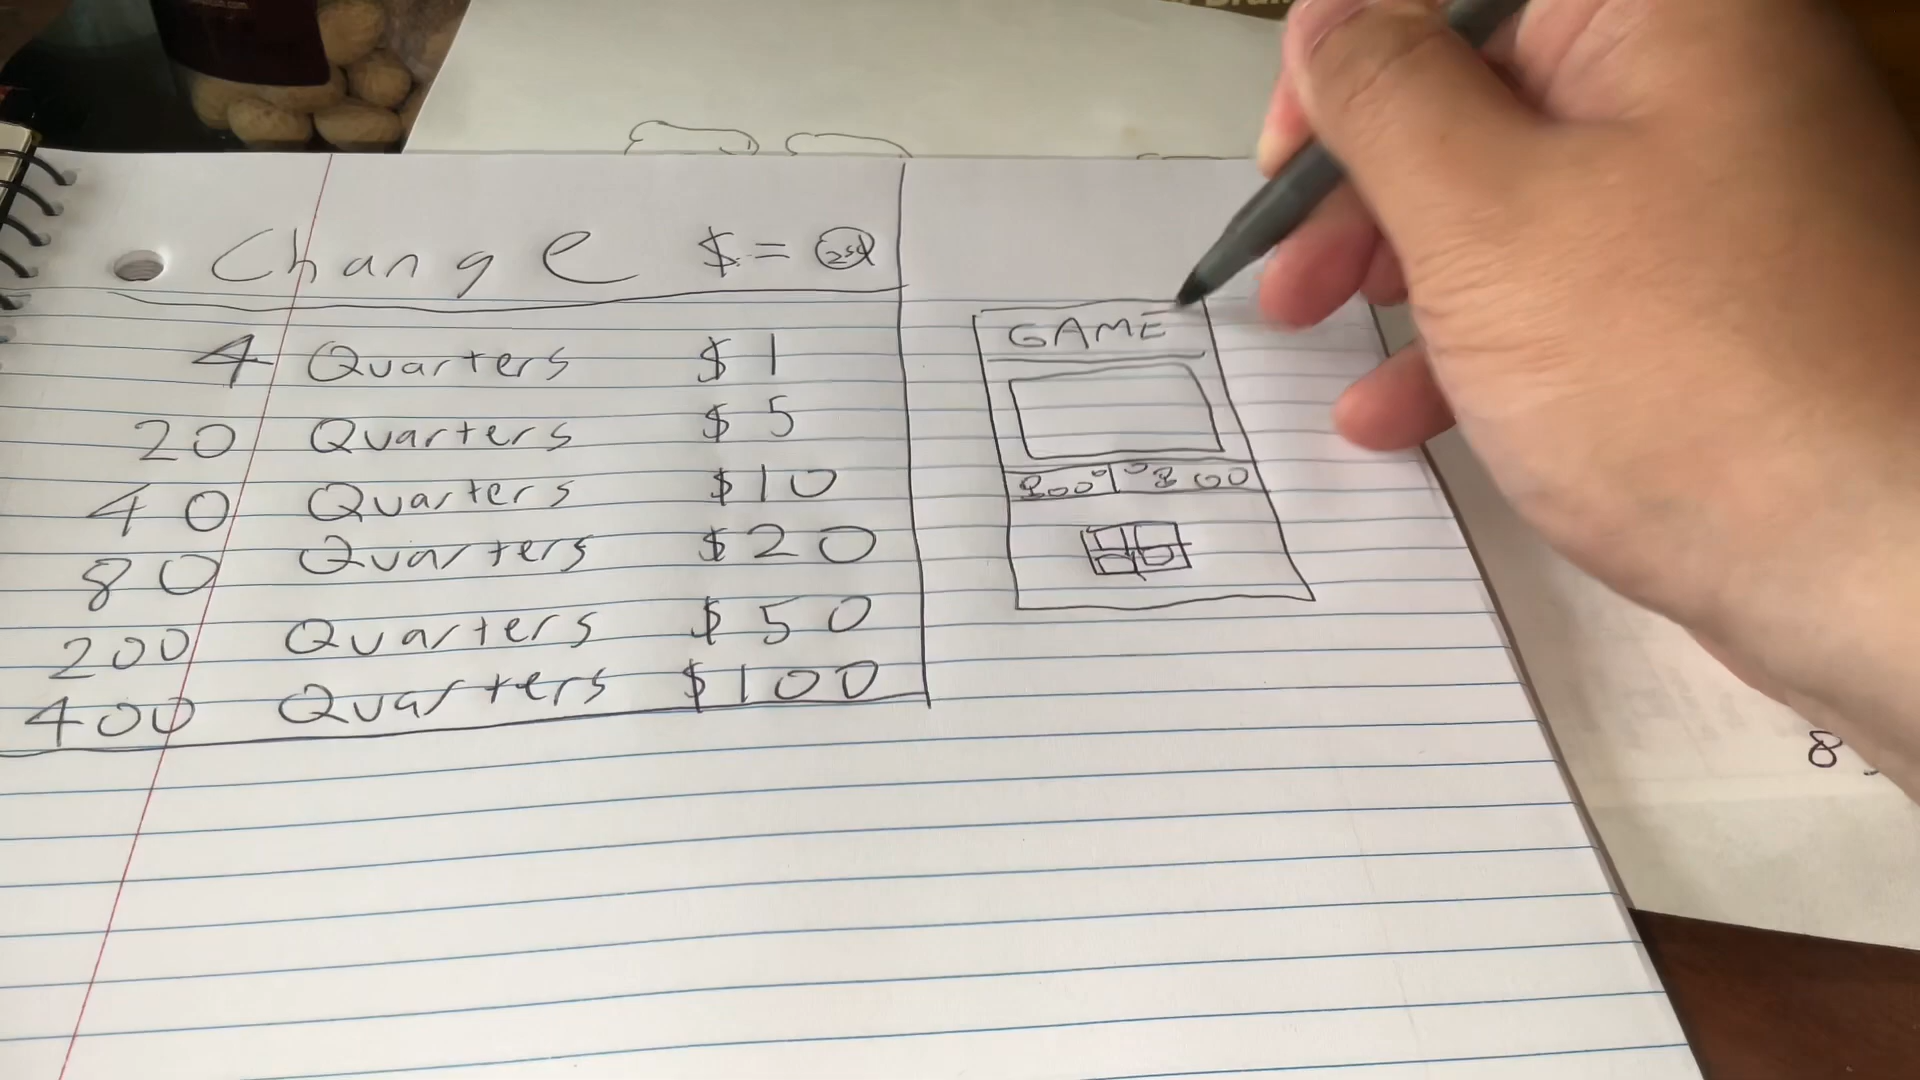 Change $ = 25¢
4 Quarters $1
20 Quarters $5
40 Quarters $10
80 Quarters $20
200 Quarters $50
400 Quarters $100
GAME
8